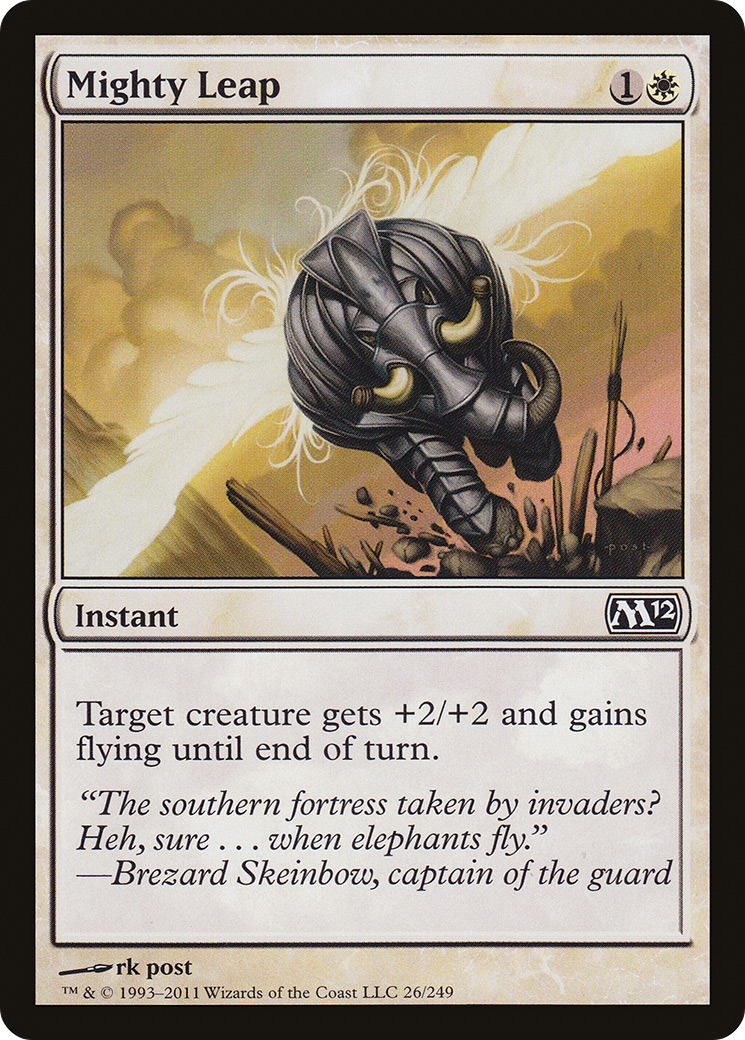 Mighty Leap
1
-post-
Instant
M12
Target creature gets +2/+2 and gains
flying until end of turn.
“The southern fortress taken by invaders?
Heh, sure . . . when elephants fly.”
—Brezard Skeinbow, captain of the guard
rk post
™ & © 1993–2011 Wizards of the Coast LLC 26/249